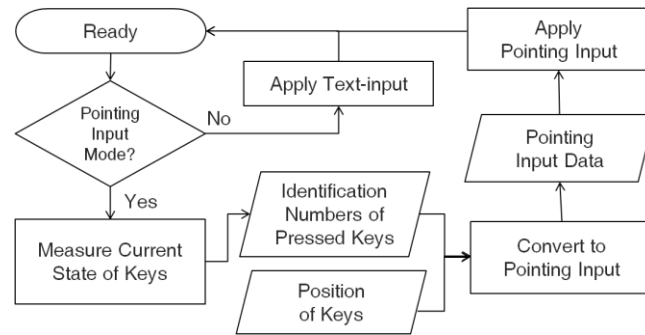 Ready
Apply
Pointing Input
Apply Text-input
Pointing
Input
Mode?
No
Pointing
Input Data
Yes
Identification
Numbers of
Pressed Keys
Measure Current
State of Keys
Convert to
Pointing Input
Position
of Keys